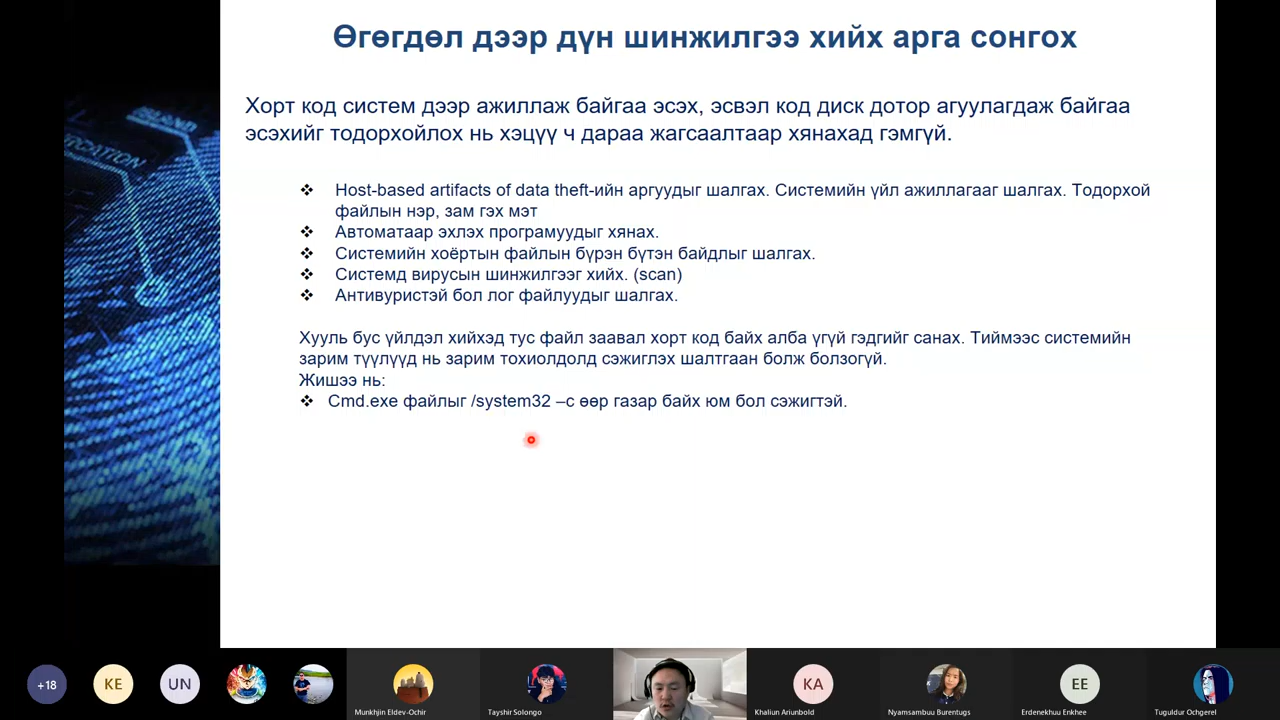 Өгөгдөл дээр дүн шинжилгээ хийх арга сонгох
Хорт код систем дээр ажиллаж байгаа эсэх, эсвэл код диск дотор агуулагдаж байгаа
эсэхийг тодорхойлох нь хэцүү ч дараа жагсаалтаар хянахад гэмгүй.
❖ Host-based artifacts of data theft-ийн аргуудыг шалгах. Системийн үйл ажиллагааг шалгах. Тодорхой
файлын нэр, зам гэх мэт
❖ Автоматаар эхлэх програмуудыг хянах.
❖ Системийн хоёртын файлын бүрэн бүтэн байдлыг шалгах.
❖ Системд вирусын шинжилгээг хийх. (scan)
❖ Антивуристэй бол лог файлуудыг шалгах.
Хууль бус үйлдэл хийхэд тус файл заавал хорт код байх алба үгүй гэдгийг санах. Тиймээс системийн
зарим түүлүүд нь зарим тохиолдолд сэжиглэх шалтгаан болж болзогүй.
Жишээ нь:
❖ Cmd.exe файлыг /system32 –с өөр газар байх юм бол сэжигтэй.
+18
KE
UN
KA
EE
Munkhjin Eldev-Ochir
Tayshir Solongo
Khaliun Ariunbold
Nyamsambuu Burentugs
Erdenekhuu Enkhee
Tuguldur Ochgerel